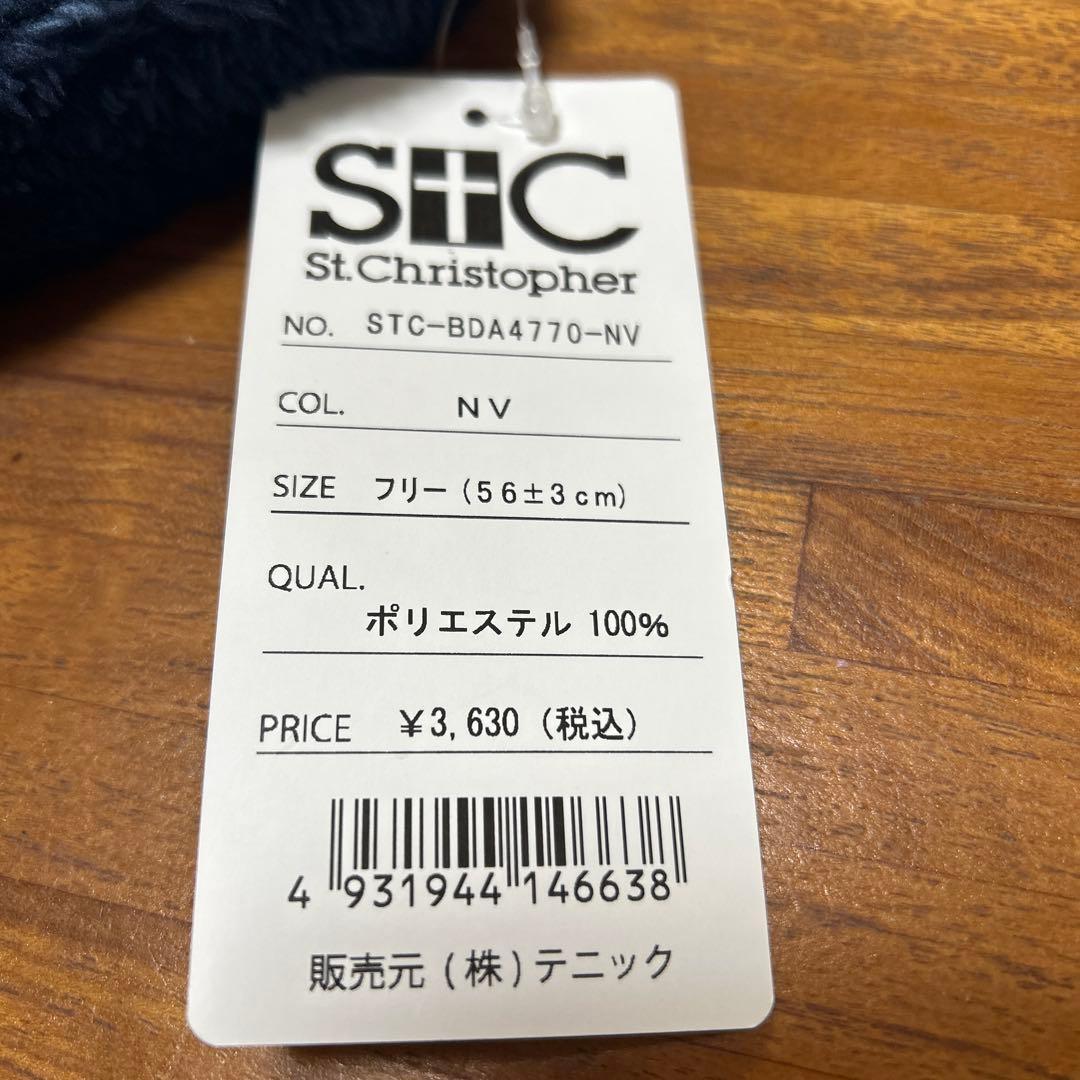 StC
St.Christopher
NO. STC-BDA4770-NV
COL. NV
SIZE フリー(56±3cm)
QUAL.
ポリエステル 100%
PRICE ¥3,630 (税込)
4 931944 146638
販売元(株)テニック